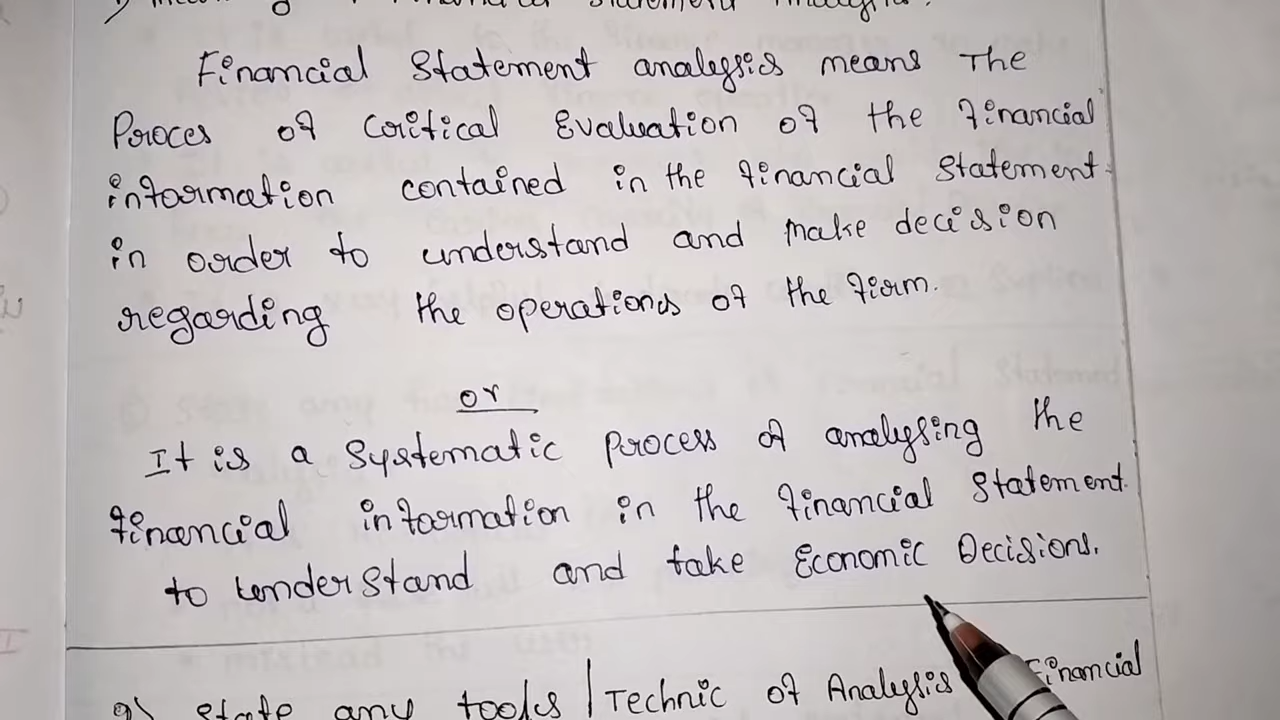 Financial Statement analysis means The
Process of critical Evaluation of the financial
information contained in the financial statement
in order to understand and make decision
regarding the operations of the firm.
or
It is a systematic process of analysing the
financial information in the financial statement
to understand and take Economic Decisions.
state any tools / Technic of Analysis Financial